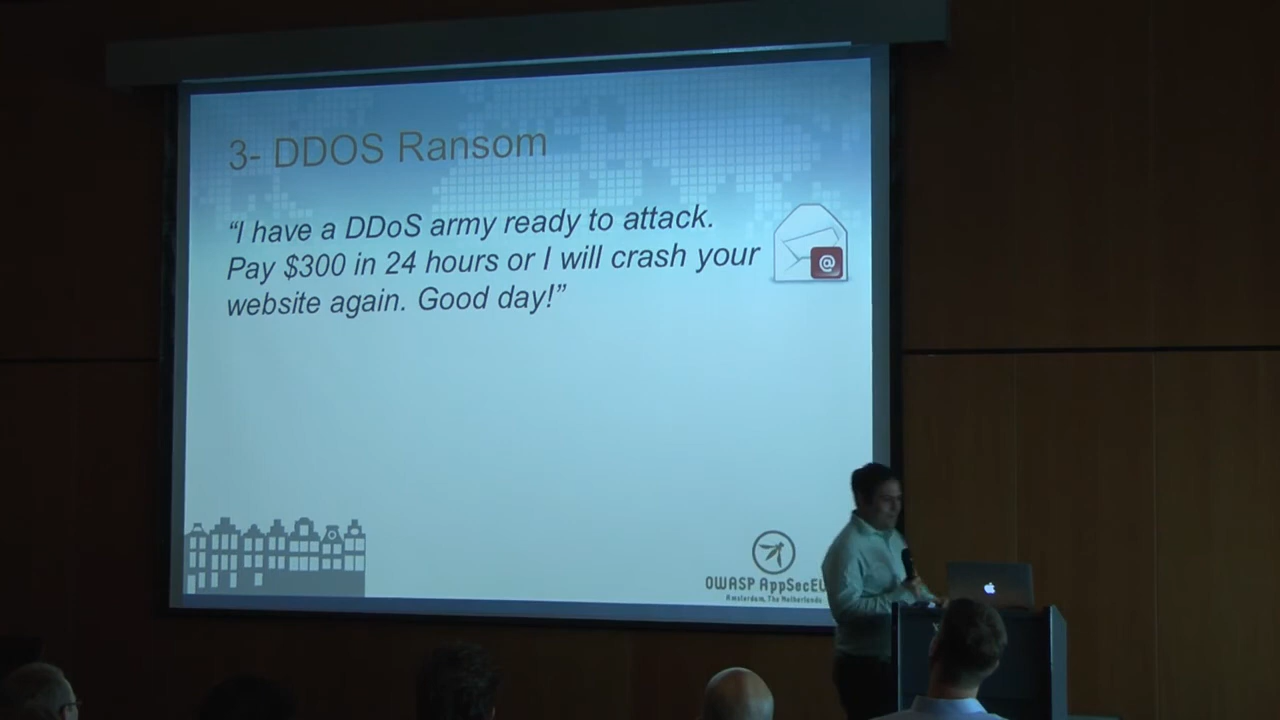 3- DDOS Ransom
“I have a DDoS army ready to attack.
Pay $300 in 24 hours or I will crash your
website again. Good day!”
@
OWASP AppSecEU
Amsterdam, The Netherlands